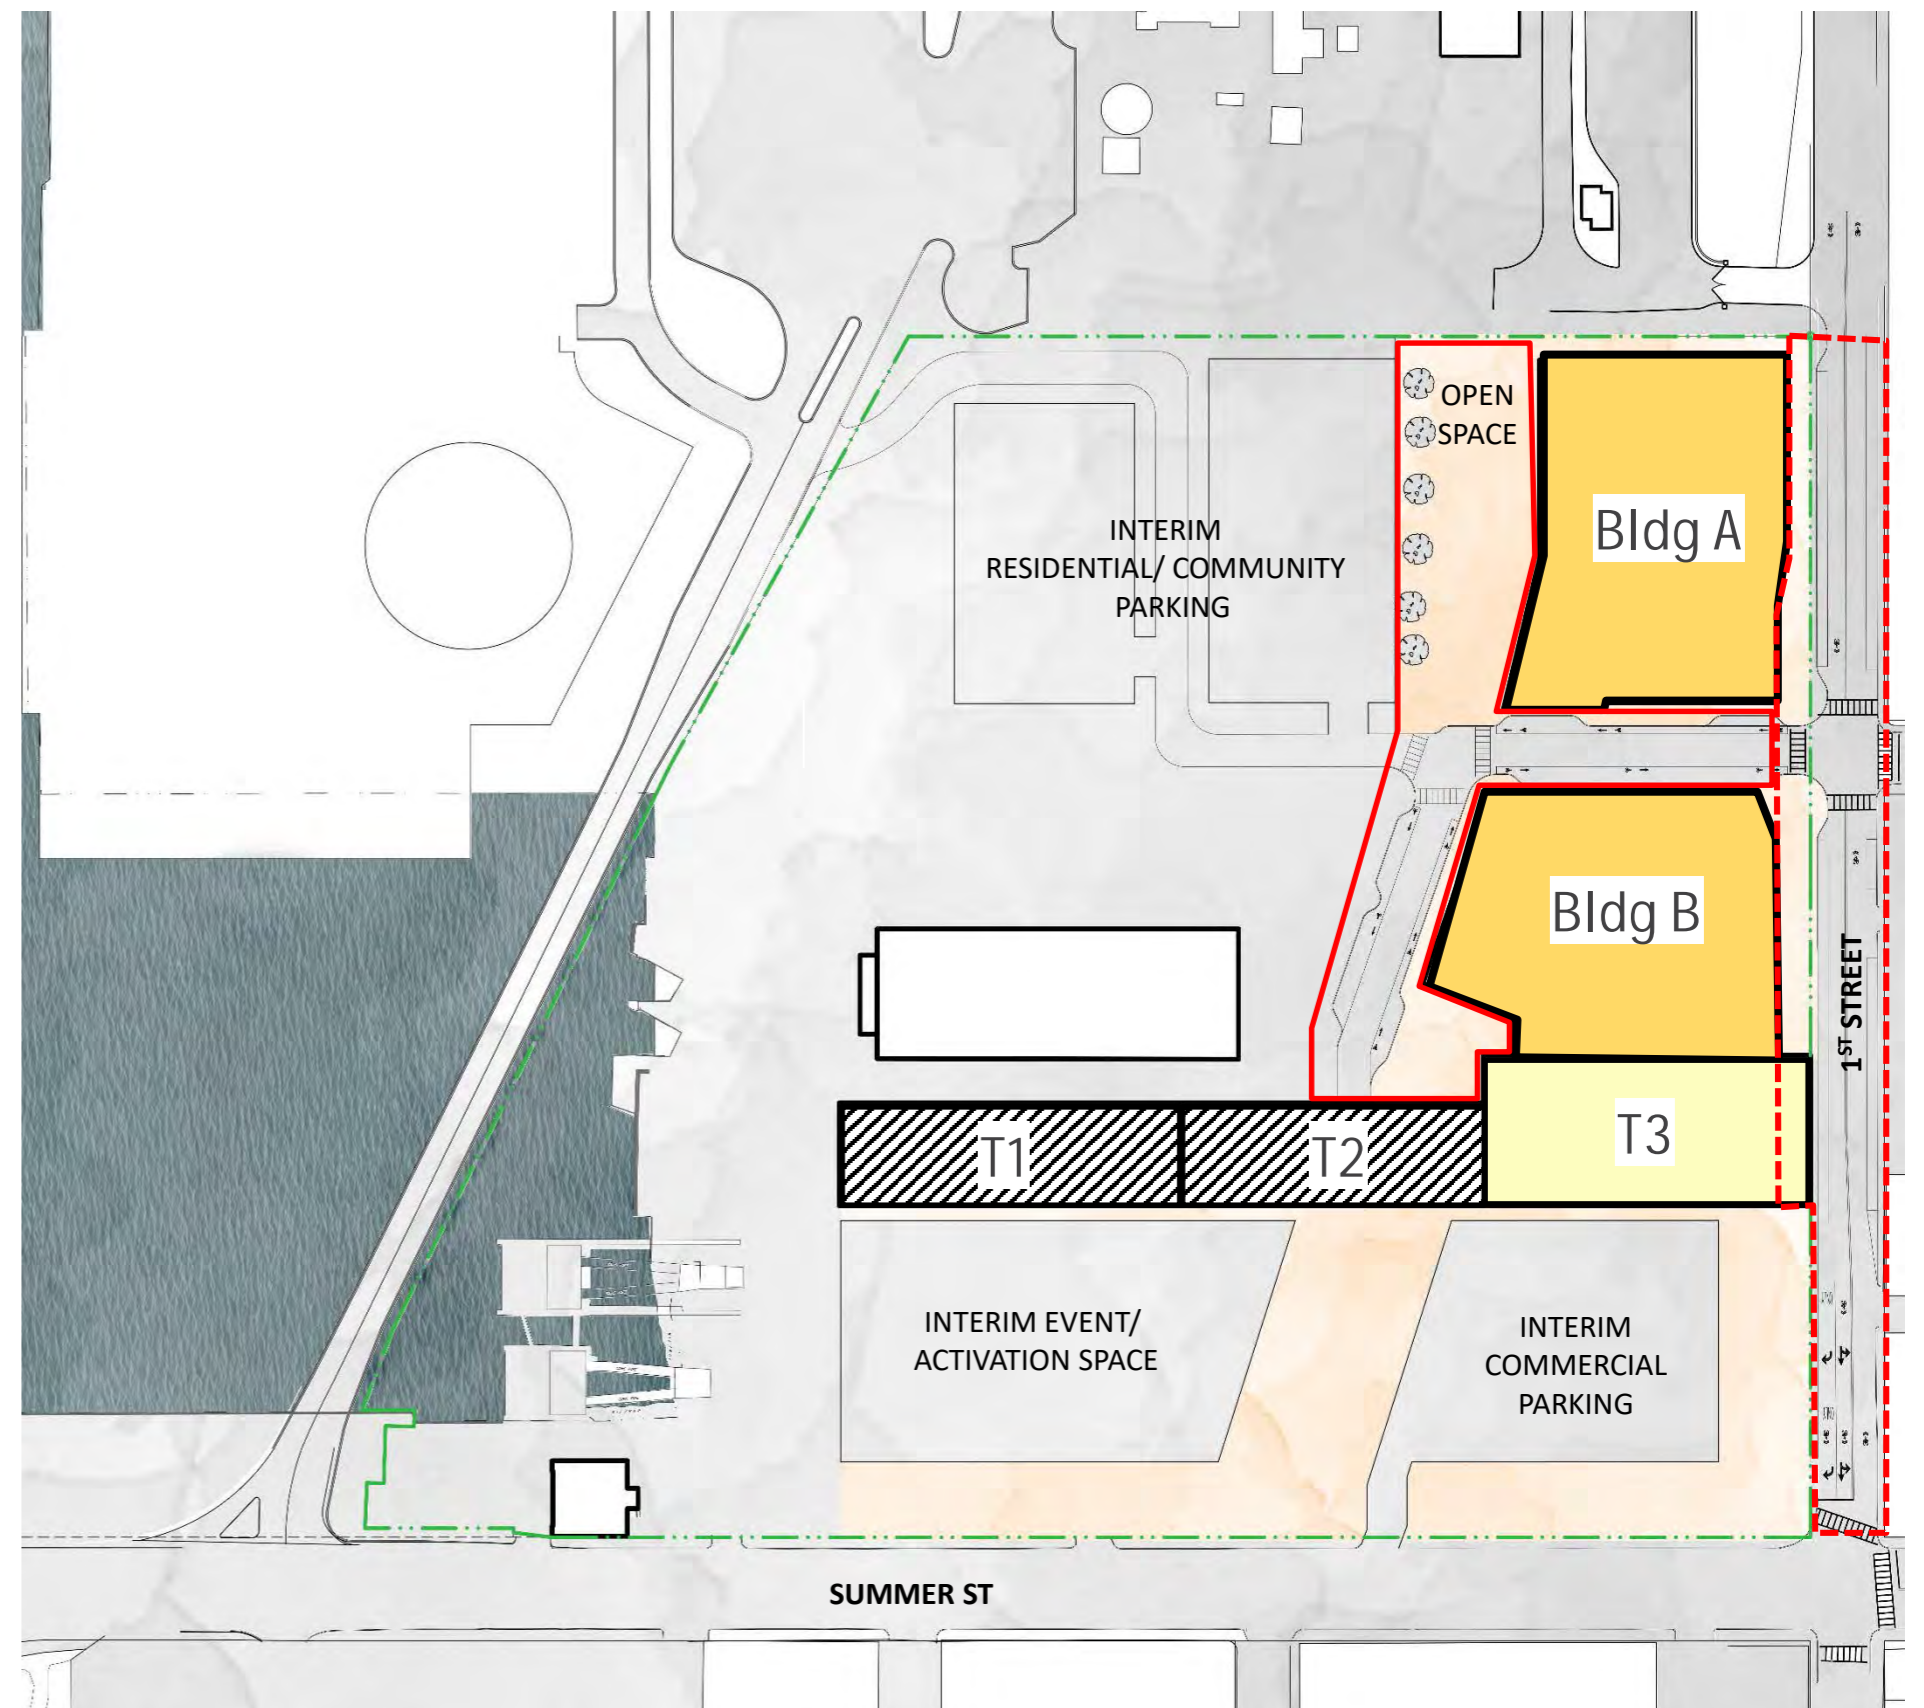 OPEN
SPACE
Bldg A
INTERIM
RESIDENTIAL/ COMMUNITY
PARKING
Bldg B
1ST STREET
T1
T2
T3
INTERIM EVENT/
ACTIVATION SPACE
INTERIM
COMMERCIAL
PARKING
SUMMER ST